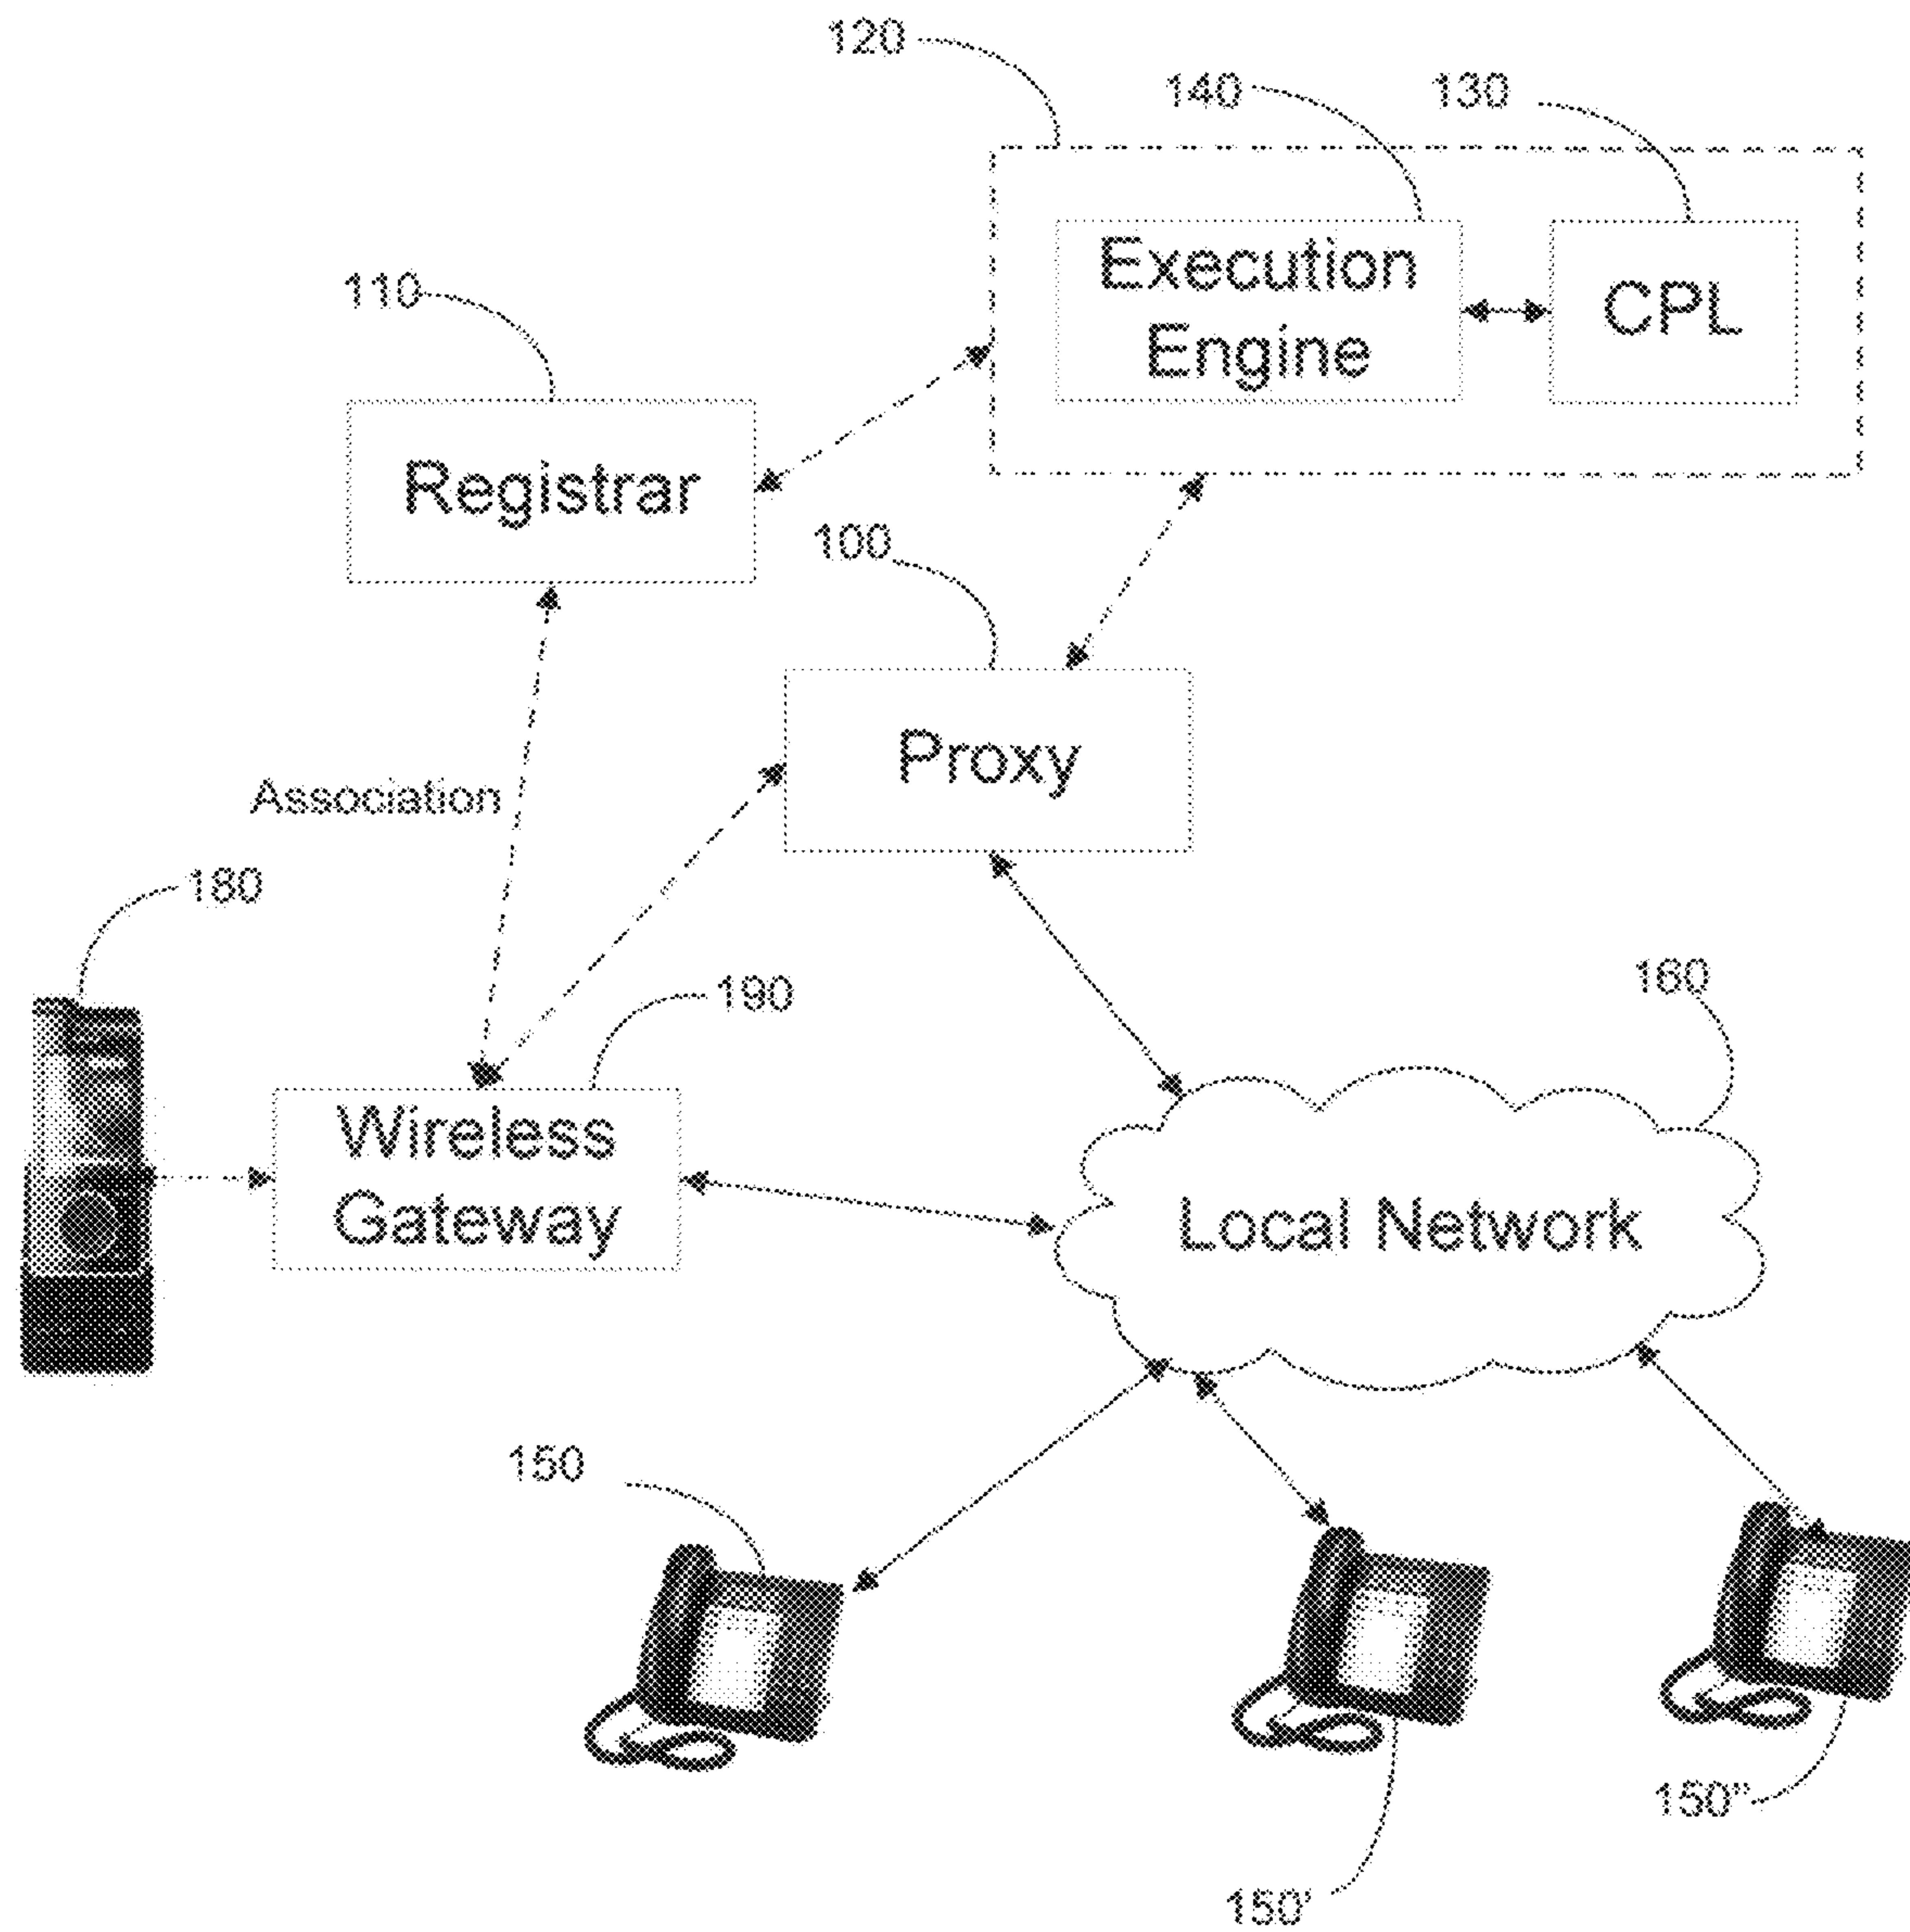 120
140
130
Execution
Engine
CPL
110
Registrar
100
Proxy
Association
180
190
160
Wireless
Gateway
Local Network
150
150"
150'